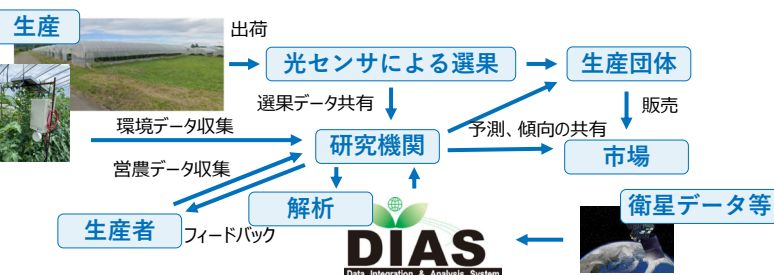 生産
出荷
光センサによる選果
生産団体
選果データ共有
販売
環境データ収集
予測、傾向の共有
研究機関
市場
営農データ収集
解析
衛星データ等
生産者
フィードバック
DIAS
Data Integration & Analysis System